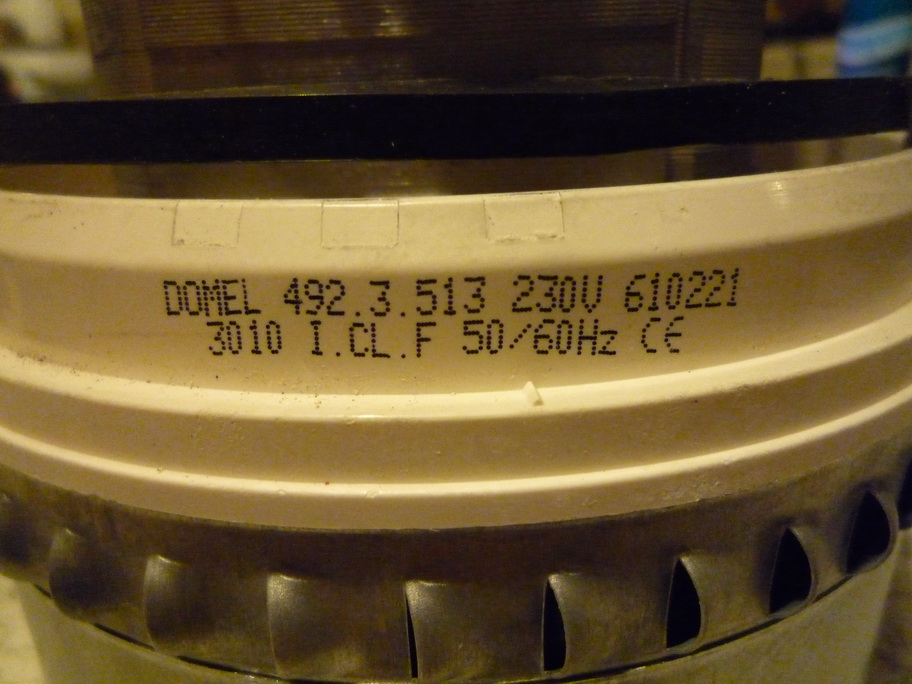 DOMEL 492.3.513 230V 610221
3010 I.CL.F 50/60Hz CE